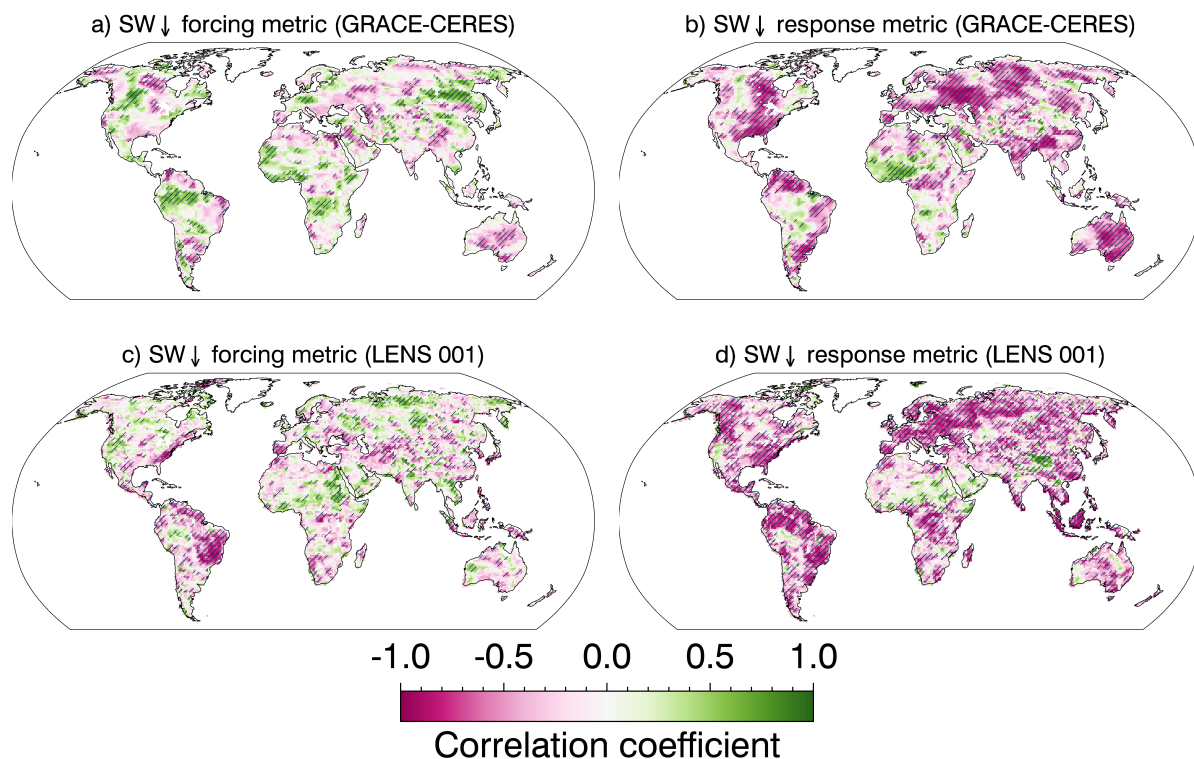 a) SW↓ forcing metric (GRACE-CERES)
b) SW↓ response metric (GRACE-CERES)
c) SW↓ forcing metric (LENS 001)
d) SW↓ response metric (LENS 001)
-1.0 -0.5 0.0 0.5 1.0
Correlation coefficient